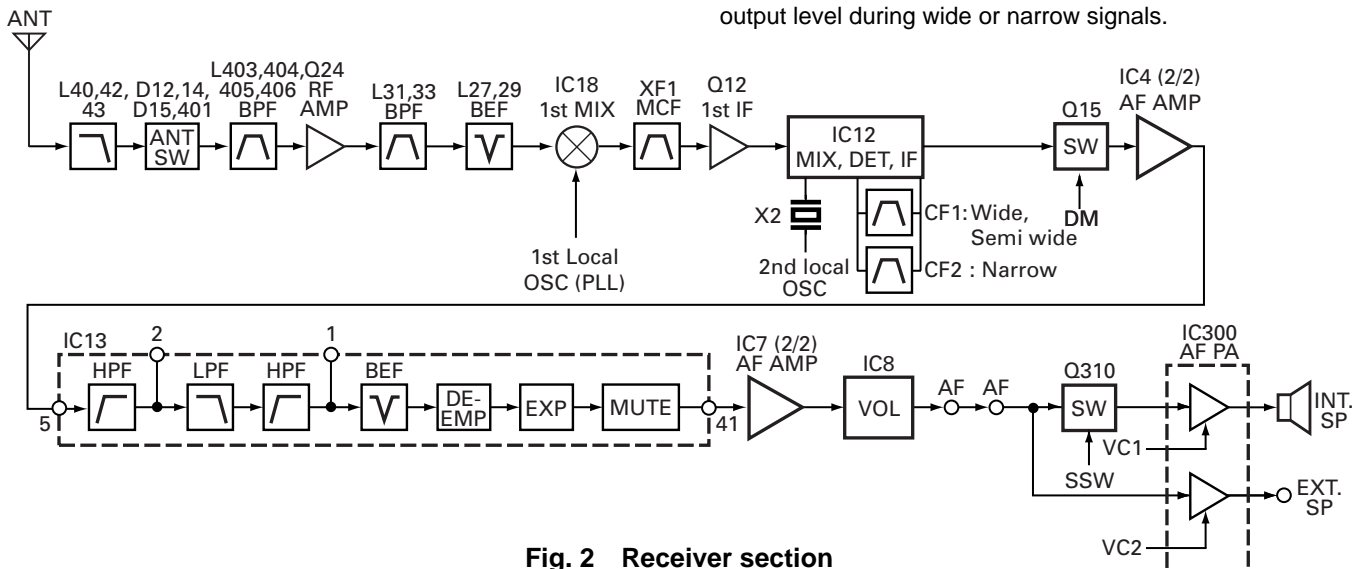 output level during wide or narrow signals.
ANT
L40,42,
43
D12,14,
D15,401
ANT
SW
L403,404,
405,406
BPF
Q24
RF
AMP
L31,33
BPF
L27,29
BEF
IC18
1st MIX
XF1
MCF
Q12
1st IF
IC12
MIX, DET, IF
Q15
SW
IC4 (2/2)
AF AMP
X2
CF1: Wide,
Semi wide
DM
1st Local
OSC (PLL)
2nd local
OSC
CF2 : Narrow
IC13
5
HPF
2
LPF
HPF
1
BEF
DE-
EMP
EXP
MUTE
41
IC7 (2/2)
AF AMP
IC8
VOL
AF
AF
Q310
SW
SSW
IC300
AF PA
VC1
INT.
SP
EXT.
SP
VC2
Fig. 2 Receiver section